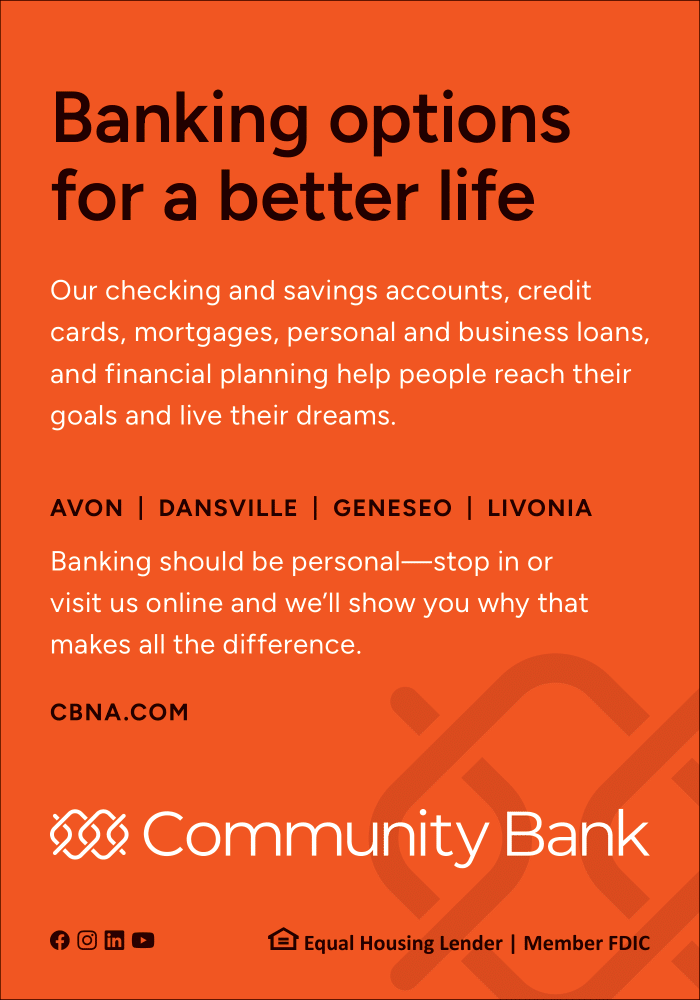 Banking options
for a better life
Our checking and savings accounts, credit
cards, mortgages, personal and business loans,
and financial planning help people reach their
goals and live their dreams.
AVON | DANSVILLE | GENESEO | LIVONIA
Banking should be personal—stop in or
visit us online and we’ll show you why that
makes all the difference.
CBNA.COM
Community Bank
Equal Housing Lender | Member FDIC